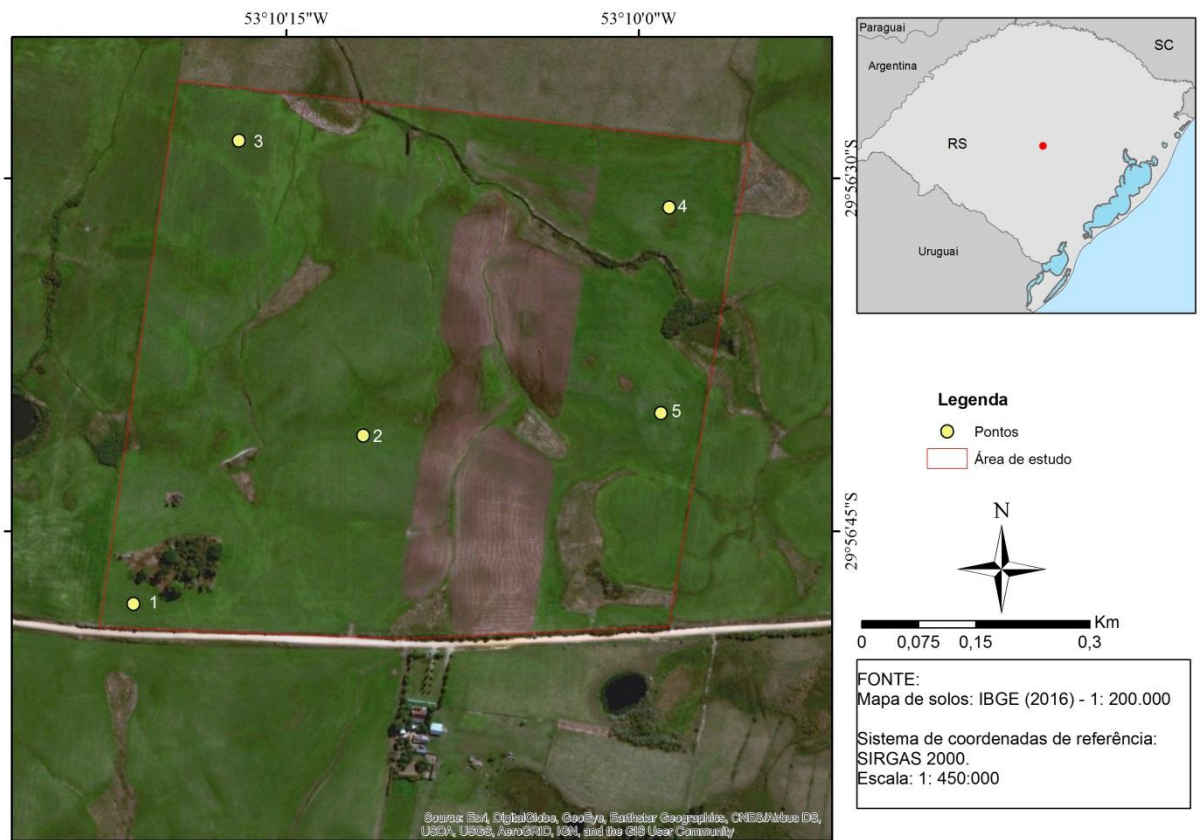 53°10'15"W
53°10'0"W
3
4
2
5
1
29°56'30"S
29°56'45"S
Source: Esri, DigitalGlobe, GeoEye, Earthstar Geographics, CNES/Airbus DS,
USDA, USGS, AeroGRID, IGN, and the GIS User Community
Paraguai
SC
Argentina
RS
Uruguai
Legenda
Pontos
Área de estudo
N
Km
0 0,075 0,15 0,3
FONTE:
Mapa de solos: IBGE (2016) - 1: 200.000
Sistema de coordenadas de referência:
SIRGAS 2000.
Escala: 1: 450:000